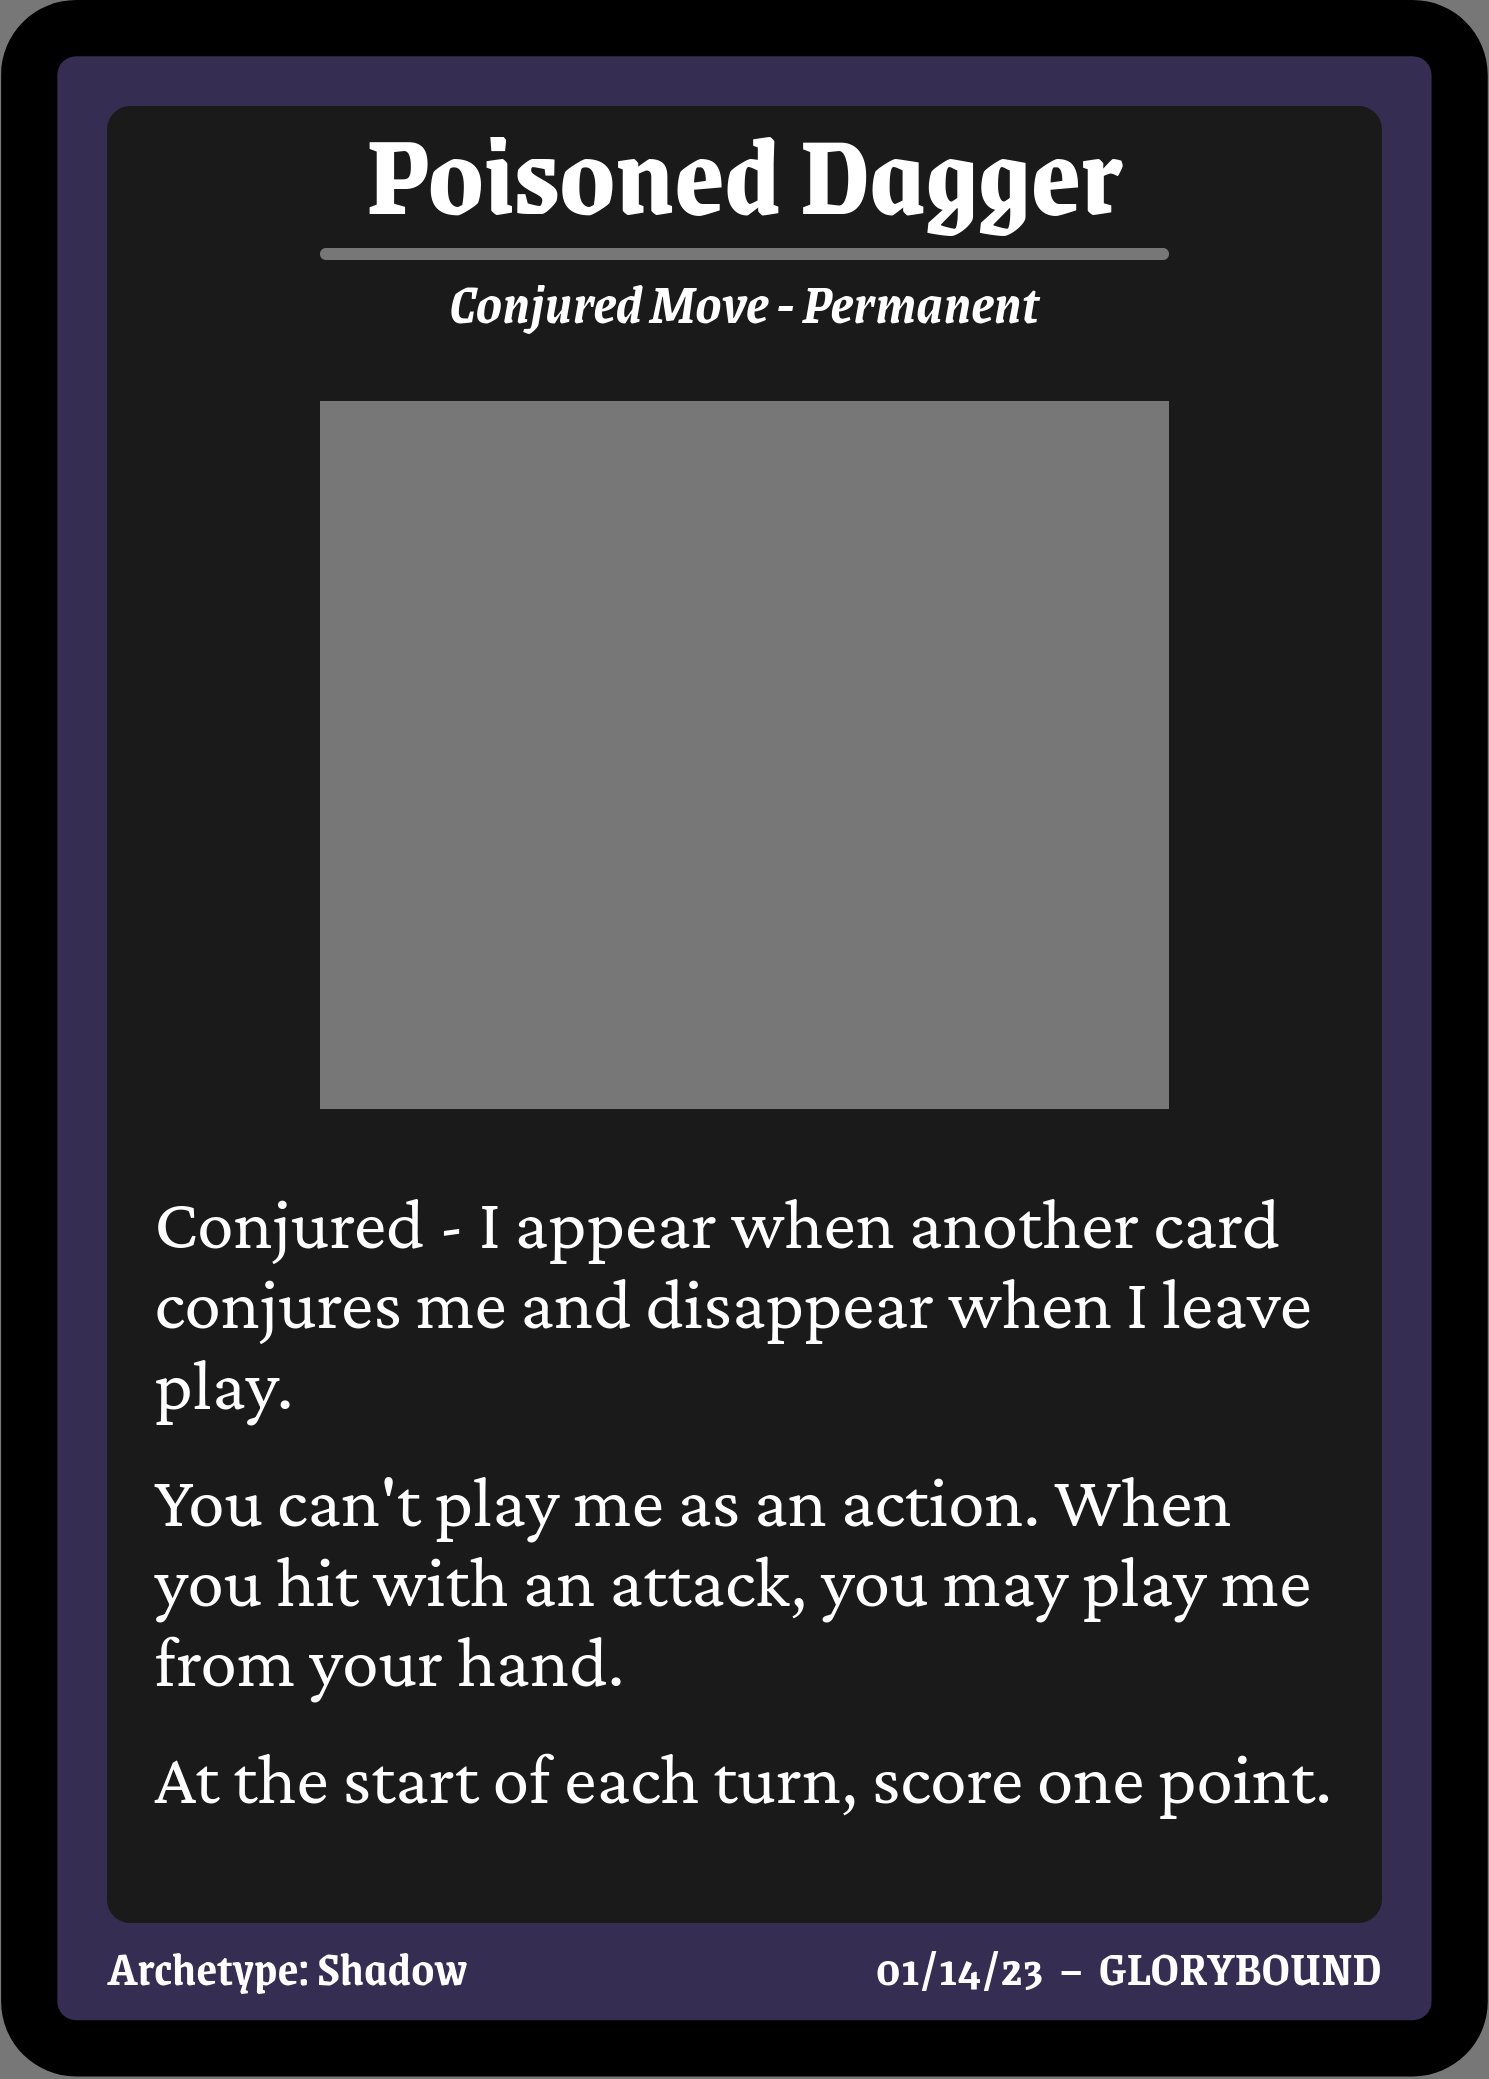 Poisoned Dagger
Conjured Move - Permanent
Conjured - I appear when another card
conjures me and disappear when I leave
play.
You can't play me as an action. When
you hit with an attack, you may play me
from your hand.
At the start of each turn, score one point.
Archetype: Shadow
01/14/23 – GLORYBOUND